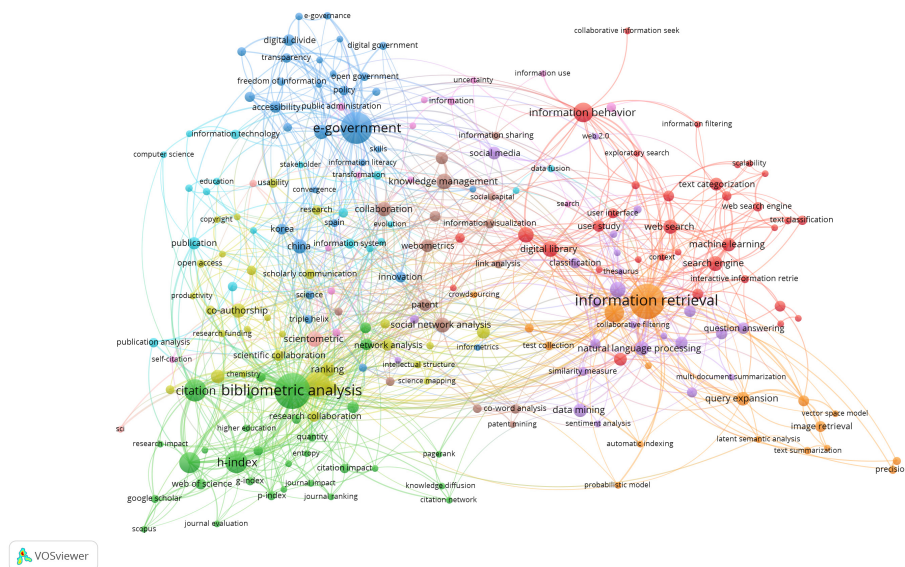 e-governance
collaborative information seek
digital divide
digital government
transparency
uncertainty
information use
open government
freedom of information
policy
information
accessibility
public administration
information behavior
e-government
information filtering
information technology
information sharing
web 2.0
skills
social media
exploratory search
computer science
stakeholder
information literacy
scalability
transformation
data fusion
education
usability
convergence
knowledge management
text categorization
social capital
search
web search engine
research
collaboration
user interface
copyright
spain
evolution
information visualization
user study
web search
text classification
korea
publication
china
information system
webometrics
digital library
machine learning
context
open access
link analysis
classification
search engine
scholarly communication
innovation
thesaurus
interactive information retrie
productivity
science
crowdsourcing
information retrieval
co-authorship
patent
triple helix
social network analysis
collaborative filtering
question answering
research funding
publication analysis
scientometric
network analysis
informetrics
test collection
natural language processing
self-citation
scientific collaboration
intellectual structure
ranking
similarity measure
chemistry
science mapping
multi-document summarization
citation
bibliometric analysis
query expansion
co-word analysis
data mining
vector space model
research collaboration
sci
higher education
patent mining
sentiment analysis
image retrieval
quantity
research impact
automatic indexing
latent semantic analysis
entropy
pagerank
text summarization
h-index
citation impact
precisio
web of science
g-index
journal impact
knowledge diffusion
probabilistic model
google scholar
p-index
journal ranking
citation network
journal evaluation
scopus
VOSviewer